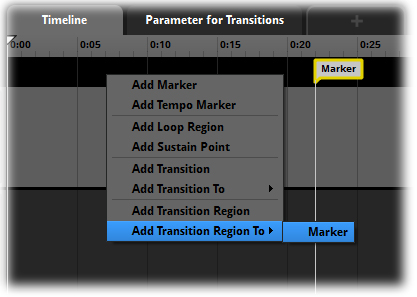 Timeline Parameter for Transitions +
0:00 0:05 0:10 0:15 0:20 0:25
Marker
Add Marker
Add Tempo Marker
Add Loop Region
Add Sustain Point
Add Transition
Add Transition To
Add Transition Region
Add Transition Region To Marker